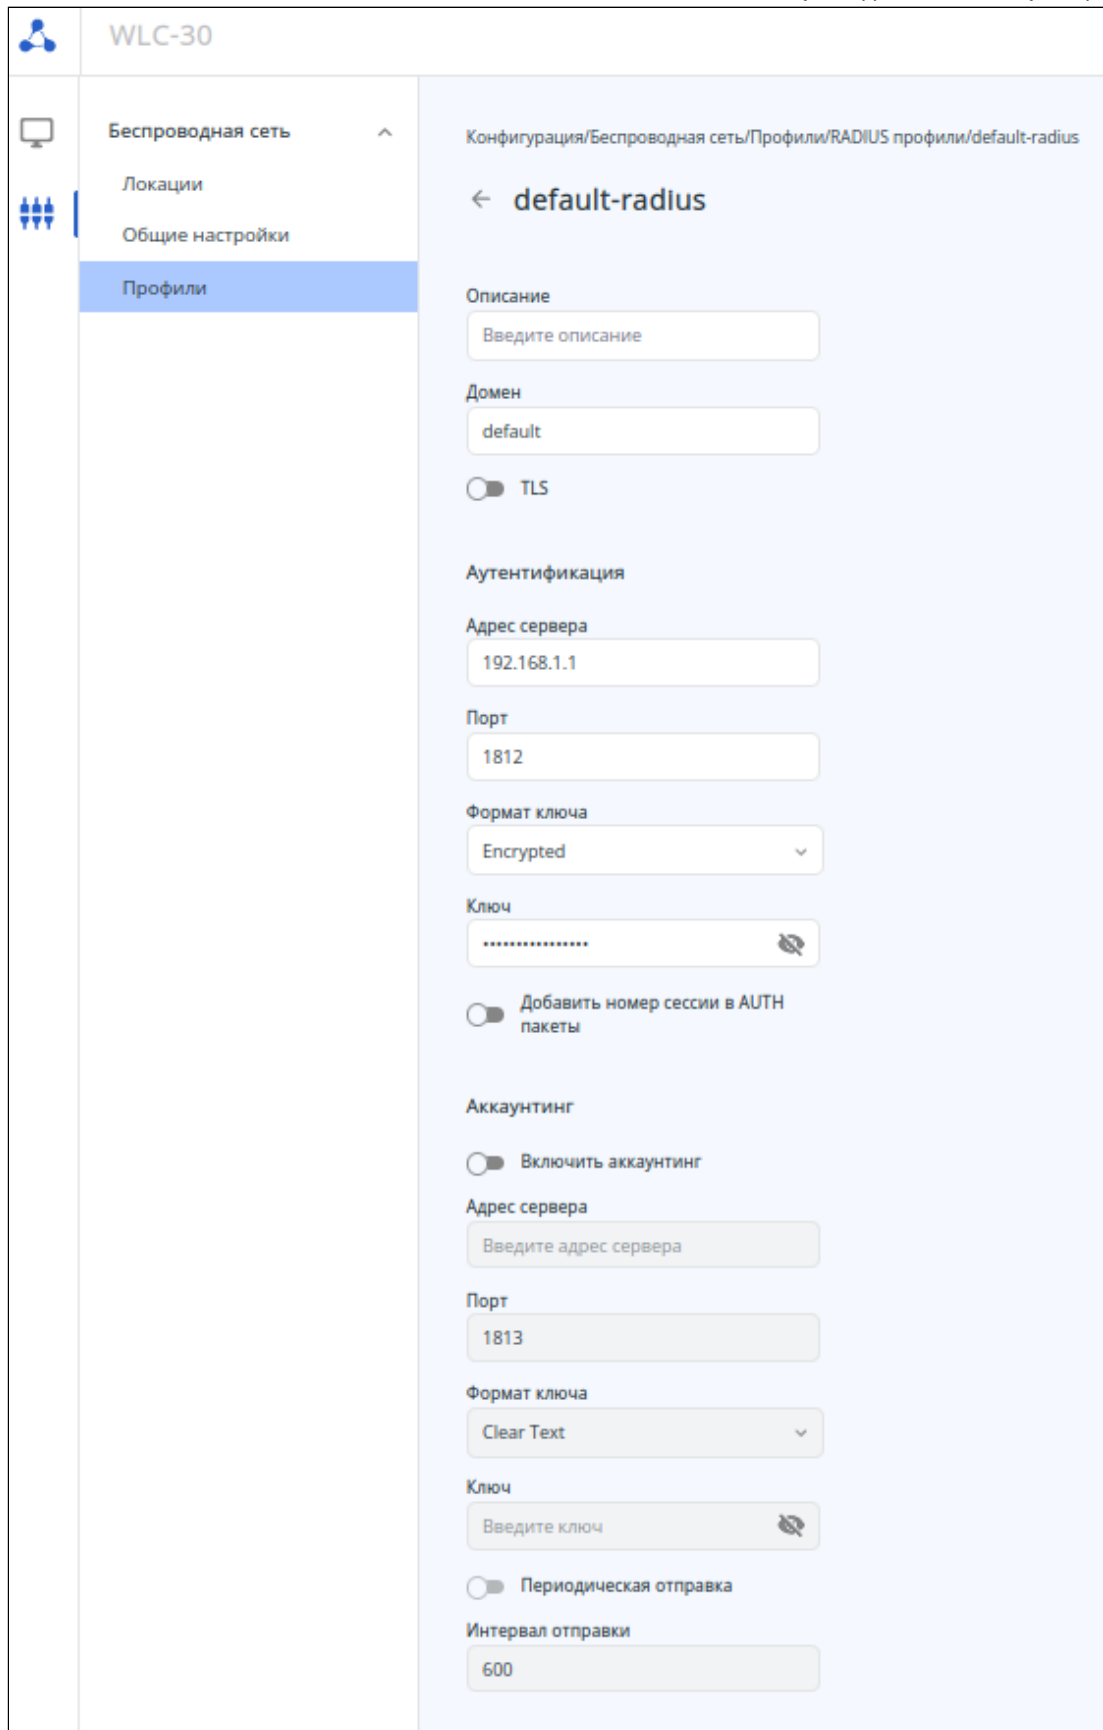 WLC-30
Беспроводная сеть
Локации
Общие настройки
Профили
Конфигурация/Беспроводная сеть/Профили/RADIUS профили/default-radius
default-radius
Описание
Введите описание
Домен
default
TLS
Аутентификация
Адрес сервера
192.168.1.1
Порт
1812
Формат ключа
Encrypted
Ключ
••••••••••••••••
Добавить номер сессии в AUTH
пакеты
Аккаунтинг
Включить аккаунтинг
Адрес сервера
Введите адрес сервера
Порт
1813
Формат ключа
Clear Text
Ключ
Введите ключ
Периодическая отправка
Интервал отправки
600